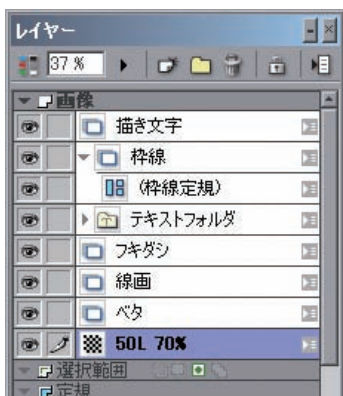 レイヤー
37 %
画像
描き文字
枠線
(枠線定規)
テキストフォルダ
フキダシ
線画
ベタ
50L 70%
選択範囲
定規